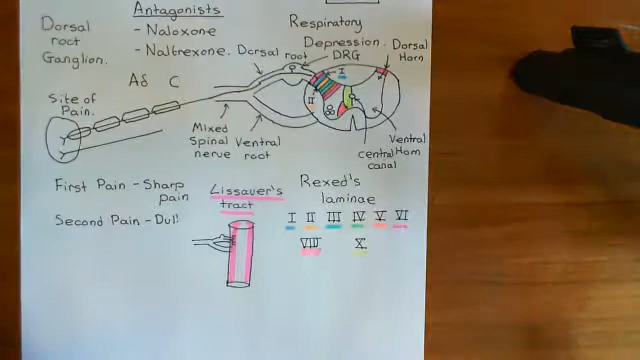 Antagonists
- Naloxone
- Naltrexone.
Dorsal
root
Ganglion.
Respiratory
Depression.
Dorsal root
DRG
Dorsal
Horn
Aδ C
I
II
Site of
Pain.
Mixed
Spinal
nerve
Ventral
root
Central
canal
Ventral
Horn
First Pain - Sharp
pain
Second Pain - Dull
Lissauer's
tract
Rexed's
laminae
I II III IV V VI
VIII X